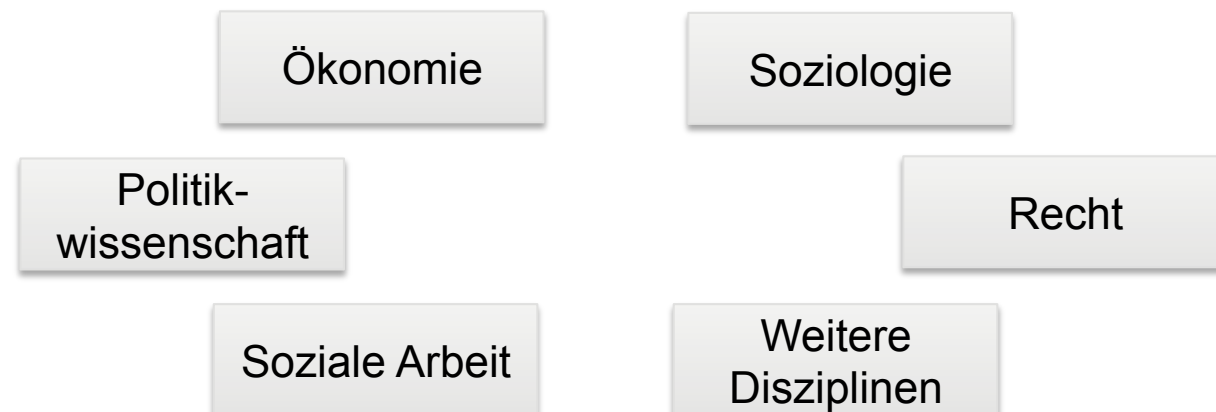 Ökonomie
Soziologie
Politik-
wissenschaft
Recht
Soziale Arbeit
Weitere
Disziplinen